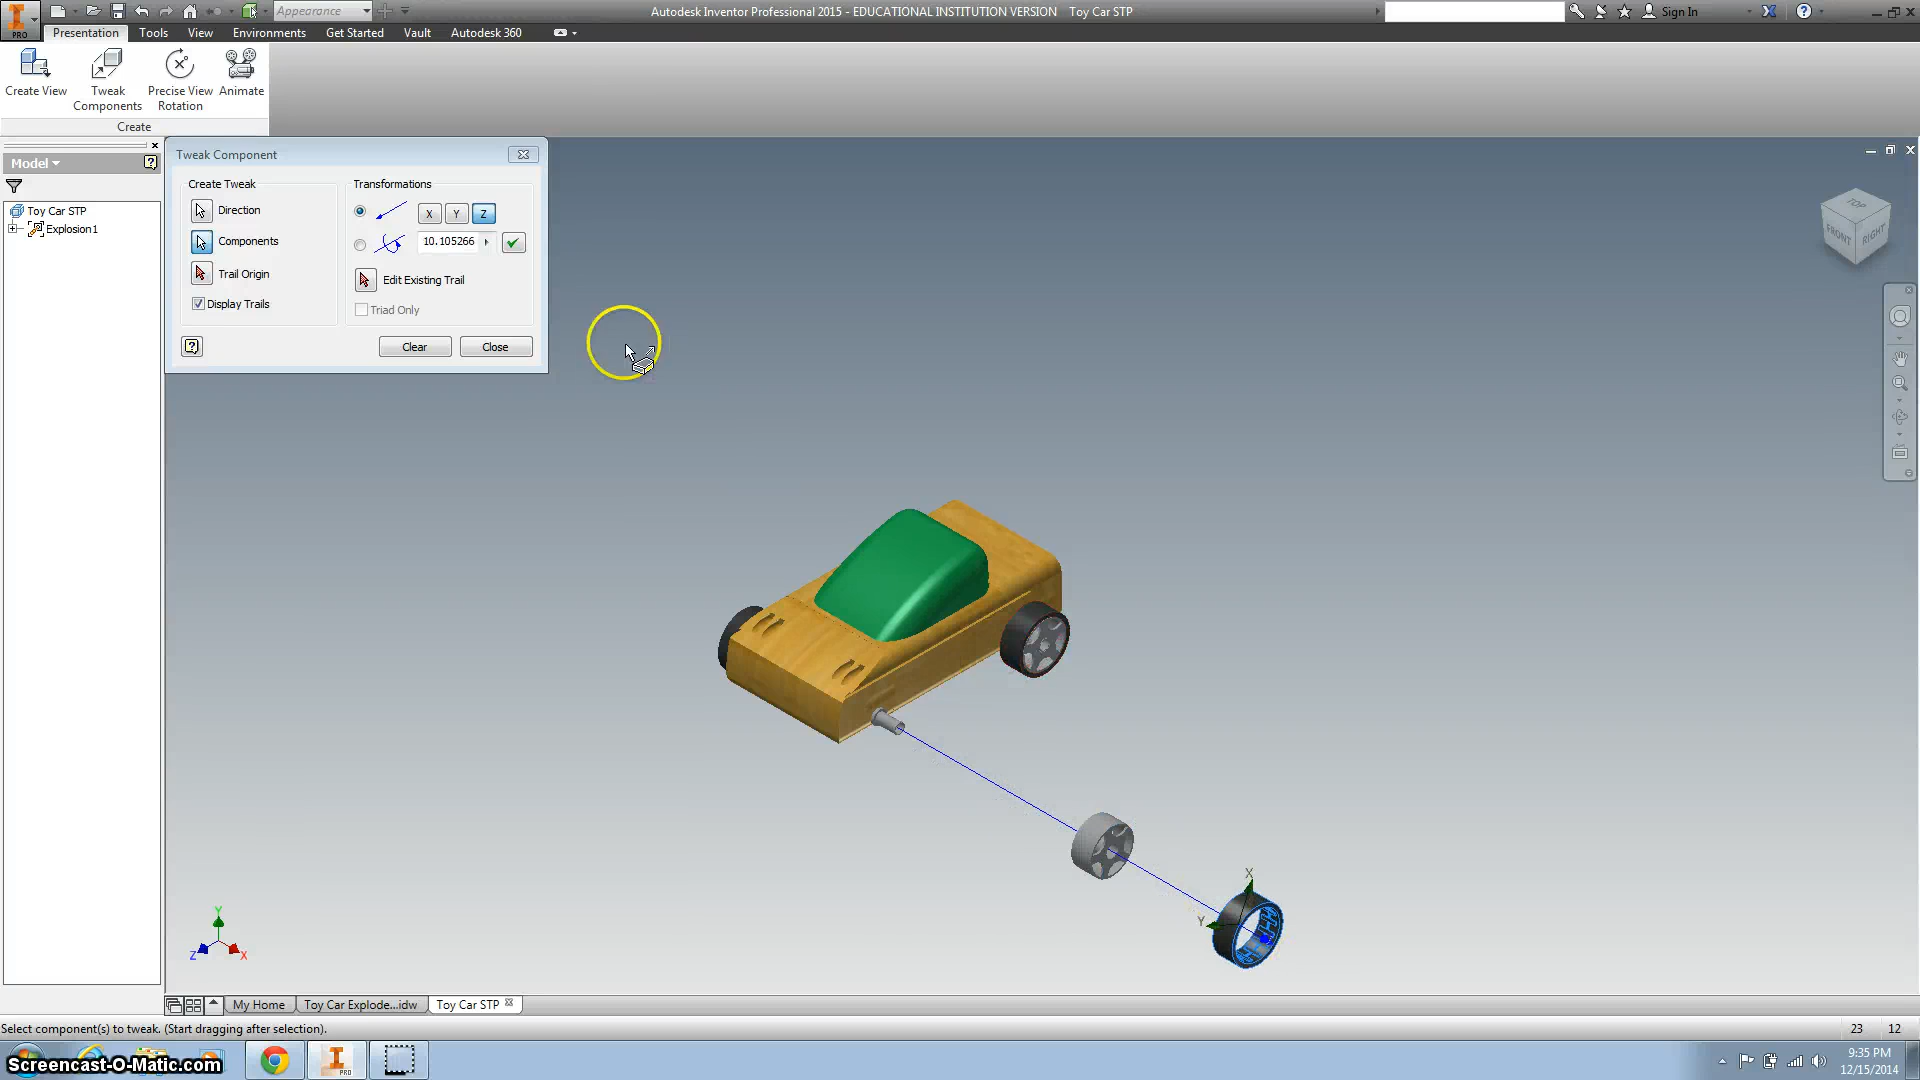 Appearance
Autodesk Inventor Professional 2015 - EDUCATIONAL INSTITUTION VERSION Toy Car STP
Sign In
PRO
Presentation Tools View Environments Get Started Vault Autodesk 360
Create View
Tweak Components
Precise View Rotation
Animate
Create
Model
Toy Car STP
Explosion1
Tweak Component
Create Tweak
Direction
Components
Trail Origin
Display Trails
Transformations
X Y Z
10.105266
Edit Existing Trail
Triad Only
Clear Close
TOP
FRONT RIGHT
X
Y
Y
Z X
My Home Toy Car Explode...idw Toy Car STP
Select component(s) to tweak. (Start dragging after selection).
23 12
Screencast-O-Matic.com
PRO
9:35 PM
12/15/2014